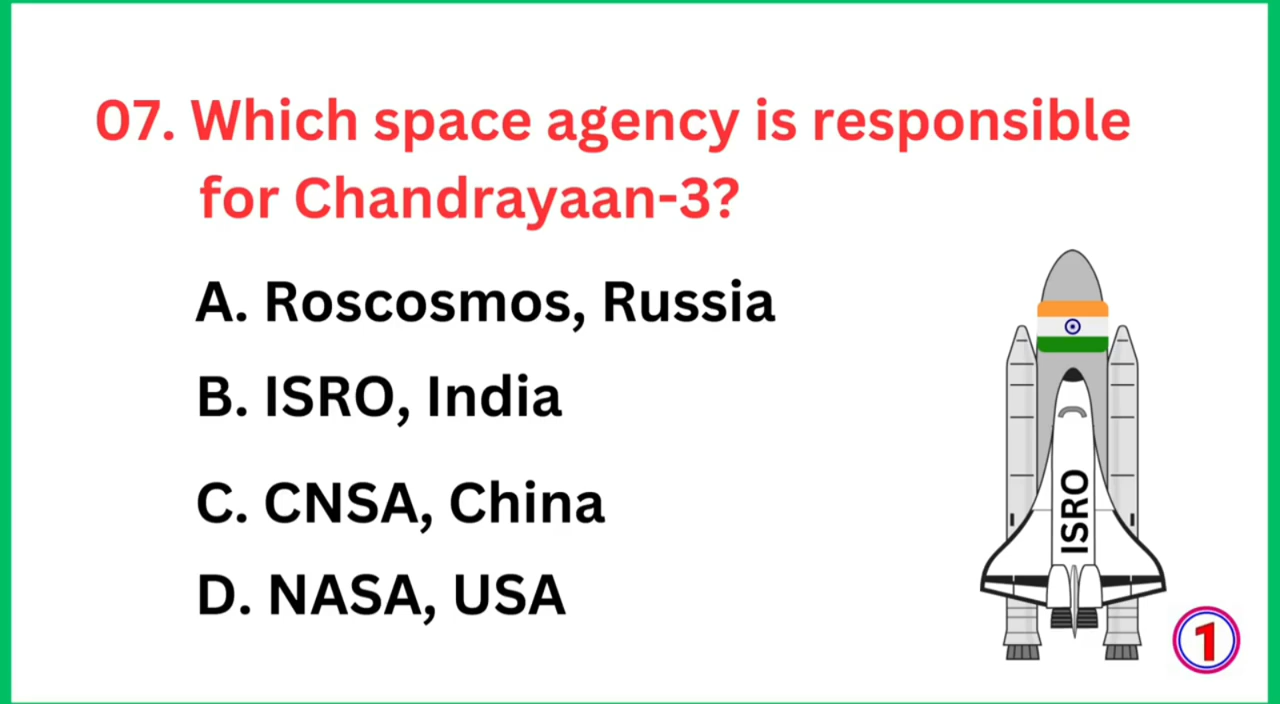 07. Which space agency is responsible
for Chandrayaan-3?
A. Roscosmos, Russia
B. ISRO, India
C. CNSA, China
D. NASA, USA
ISRO
1